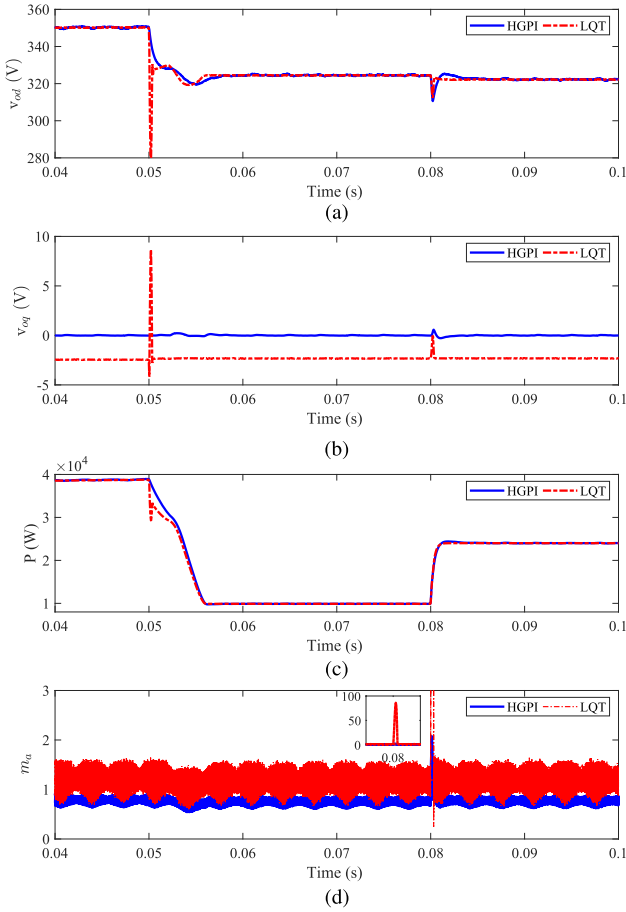 360
340
320
300
280
v_od (V)
HGPI LQT
0.04 0.05 0.06 0.07 0.08 0.09 0.1
Time (s)
(a)
10
5
0
-5
v_oq (V)
HGPI LQT
0.04 0.05 0.06 0.07 0.08 0.09 0.1
Time (s)
(b)
×10^4
4
3
2
1
P (W)
HGPI LQT
0.04 0.05 0.06 0.07 0.08 0.09 0.1
Time (s)
(c)
3
2
1
0
m_a
100
50
0
0.08
HGPI LQT
0.04 0.05 0.06 0.07 0.08 0.09 0.1
Time (s)
(d)